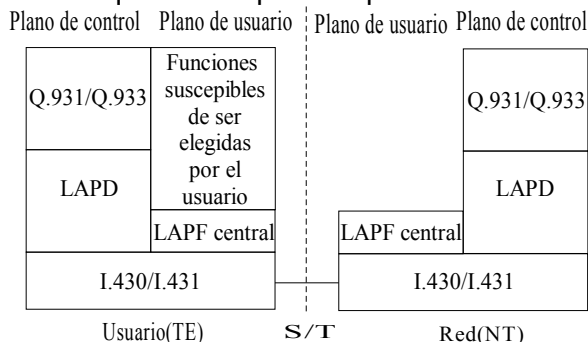 Plano de control Plano de usuario Plano de usuario Plano de control
Q.931/Q.933
Funciones
suscepibles
de ser
elegidas
por el
usuario
Q.931/Q.933
LAPD
LAPD
LAPF central
LAPF central
I.430/I.431
I.430/I.431
Usuario(TE) S/T Red(NT)